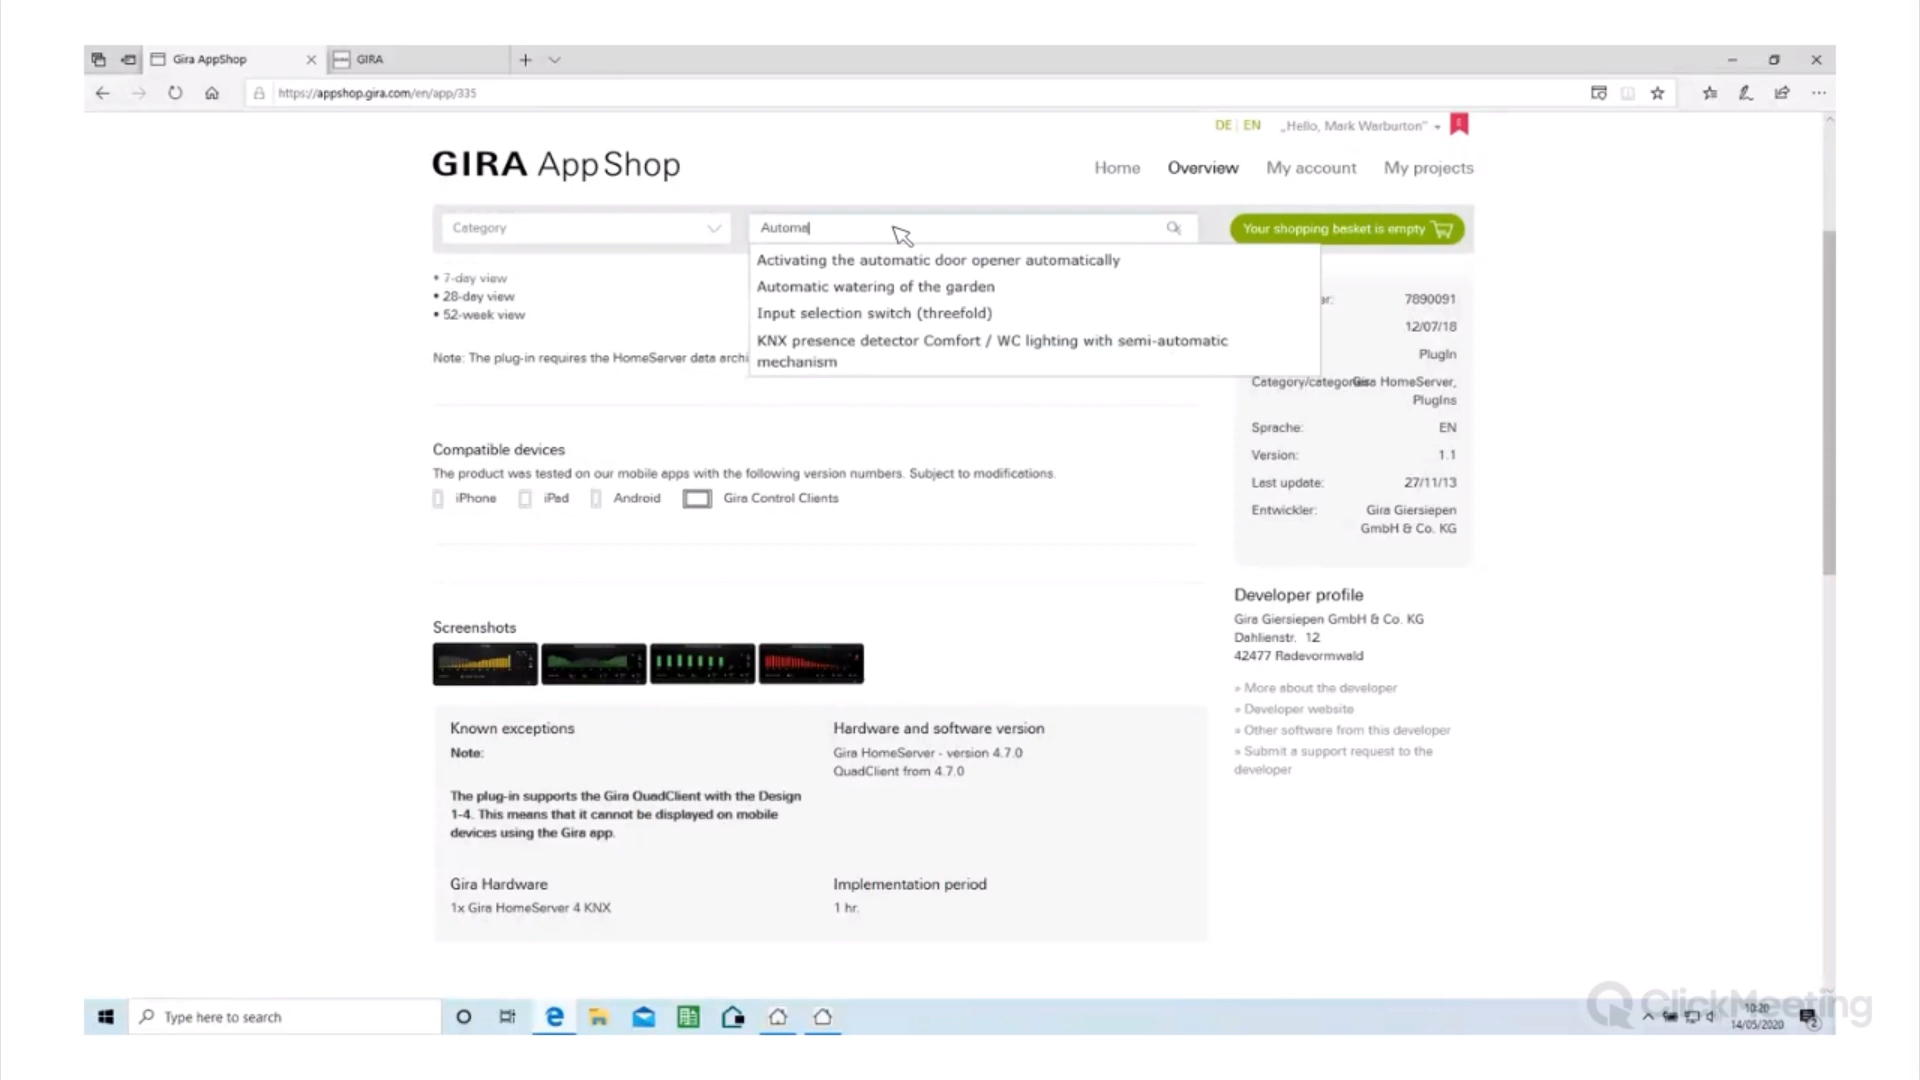 Gira AppShop
GIRA
https://appshop.gira.com/en/app/335
DE | EN
„Hello, Mark Warburton"
GIRA AppShop
Home
Overview
My account
My projects
Category
Automa
Your shopping basket is empty
Activating the automatic door opener automatically
Automatic watering of the garden
Input selection switch (threefold)
KNX presence detector Comfort / WC lighting with semi-automatic
mechanism
• 7-day view
• 28-day view
• 52-week view
Note: The plug-in requires the HomeServer data archi
7890091
12/07/18
PlugIn
Gira HomeServer,
PlugIns
Sprache: EN
Version: 1.1
Last update: 27/11/13
Entwickler: Gira Giersiepen
GmbH & Co. KG
Compatible devices
The product was tested on our mobile apps with the following version numbers. Subject to modifications.
iPhone
iPad
Android
Gira Control Clients
Screenshots
Known exceptions
Note:
The plug-in supports the Gira QuadClient with the Design
1-4. This means that it cannot be displayed on mobile
devices using the Gira app.
Hardware and software version
Gira HomeServer - version 4.7.0
QuadClient from 4.7.0
Gira Hardware
1x Gira HomeServer 4 KNX
Implementation period
1 hr.
Developer profile
Gira Giersiepen GmbH & Co. KG
Dahlienstr. 12
42477 Radevormwald
» More about the developer
» Developer website
» Other software from this developer
» Submit a support request to the
developer
Type here to search
ClickMeeting
10:20
14/05/2020
2